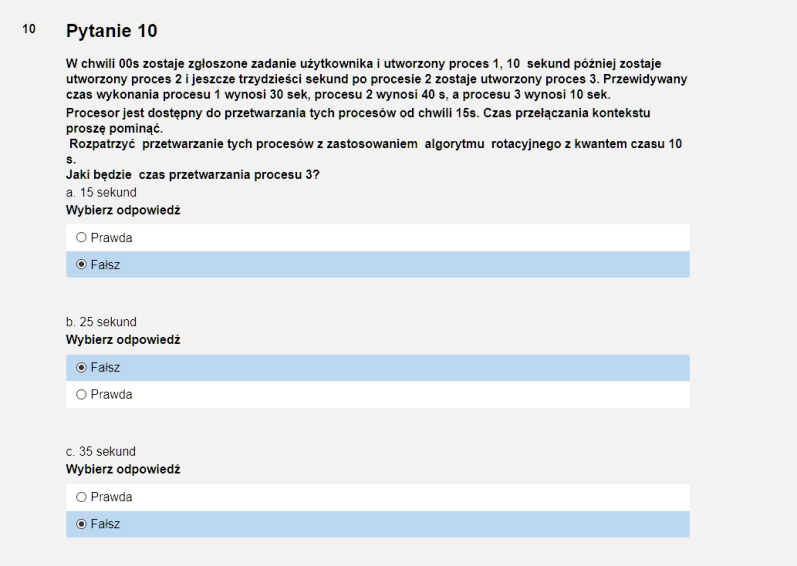 10
Pytanie 10
W chwili 00s zostaje zgłoszone zadanie użytkownika i utworzony proces 1, 10 sekund później zostaje
utworzony proces 2 i jeszcze trzydzieści sekund po procesie 2 zostaje utworzony proces 3. Przewidywany
czas wykonania procesu 1 wynosi 30 sek, procesu 2 wynosi 40 s, a procesu 3 wynosi 10 sek.
Procesor jest dostępny do przetwarzania tych procesów od chwili 15s. Czas przełączania kontekstu
proszę pominąć.
Rozpatrzyć przetwarzanie tych procesów z zastosowaniem algorytmu rotacyjnego z kwantem czasu 10
s.
Jaki będzie czas przetwarzania procesu 3?
a. 15 sekund
Wybierz odpowiedź
Prawda
Fałsz
b. 25 sekund
Wybierz odpowiedź
Fałsz
Prawda
c. 35 sekund
Wybierz odpowiedź
Prawda
Fałsz